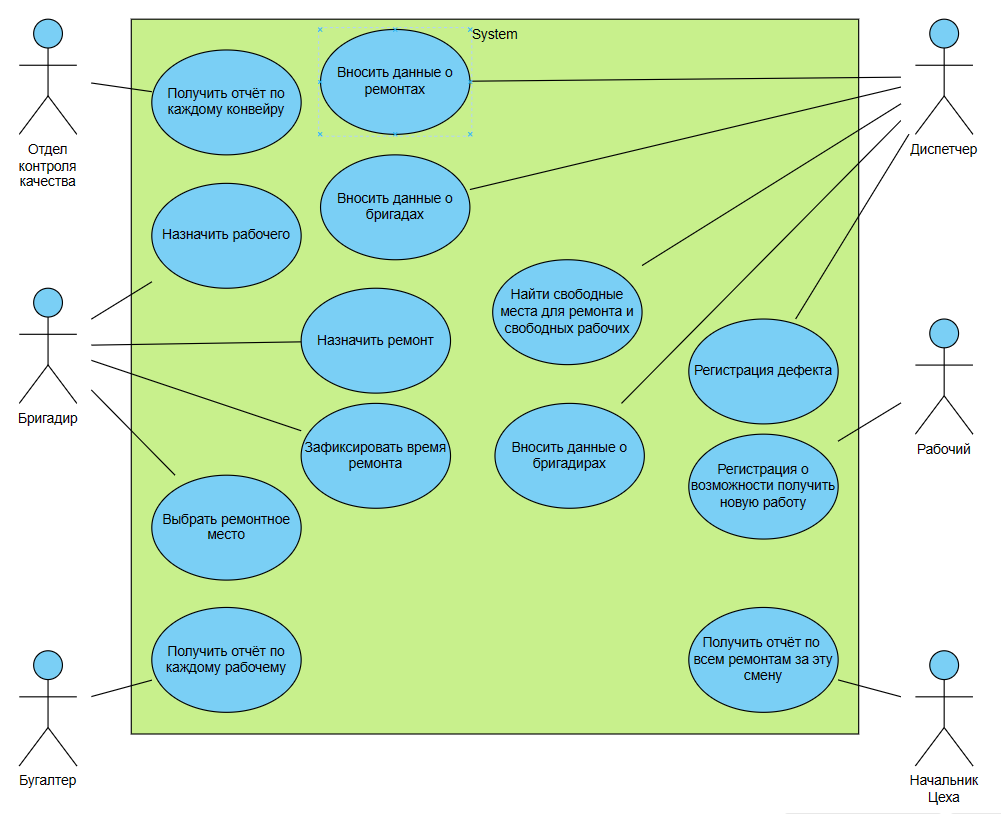 System
Вносить данные о
ремонтах
Получить отчёт по
каждому конвейру
Отдел
контроля
качества
Диспетчер
Вносить данные о
бригадах
Назначить рабочего
Найти свободные
места для ремонта и
свободных рабочих
Назначить ремонт
Регистрация дефекта
Бригадир
Рабочий
Зафиксировать время
ремонта
Вносить данные о
бригадирах
Регистрация о
возможности получить
новую работу
Выбрать ремонтное
место
Получить отчёт по
каждому рабочему
Получить отчёт по
всем ремонтам за эту
смену
Бугалтер
Начальник
Цеха